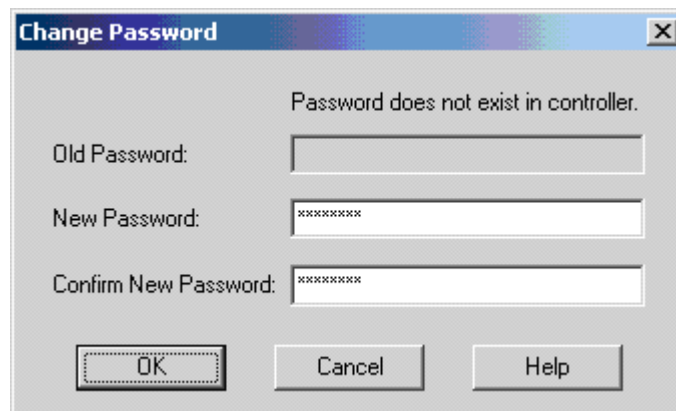 Change Password
Password does not exist in controller.
Old Password:
New Password: ********
Confirm New Password: ********
OK Cancel Help